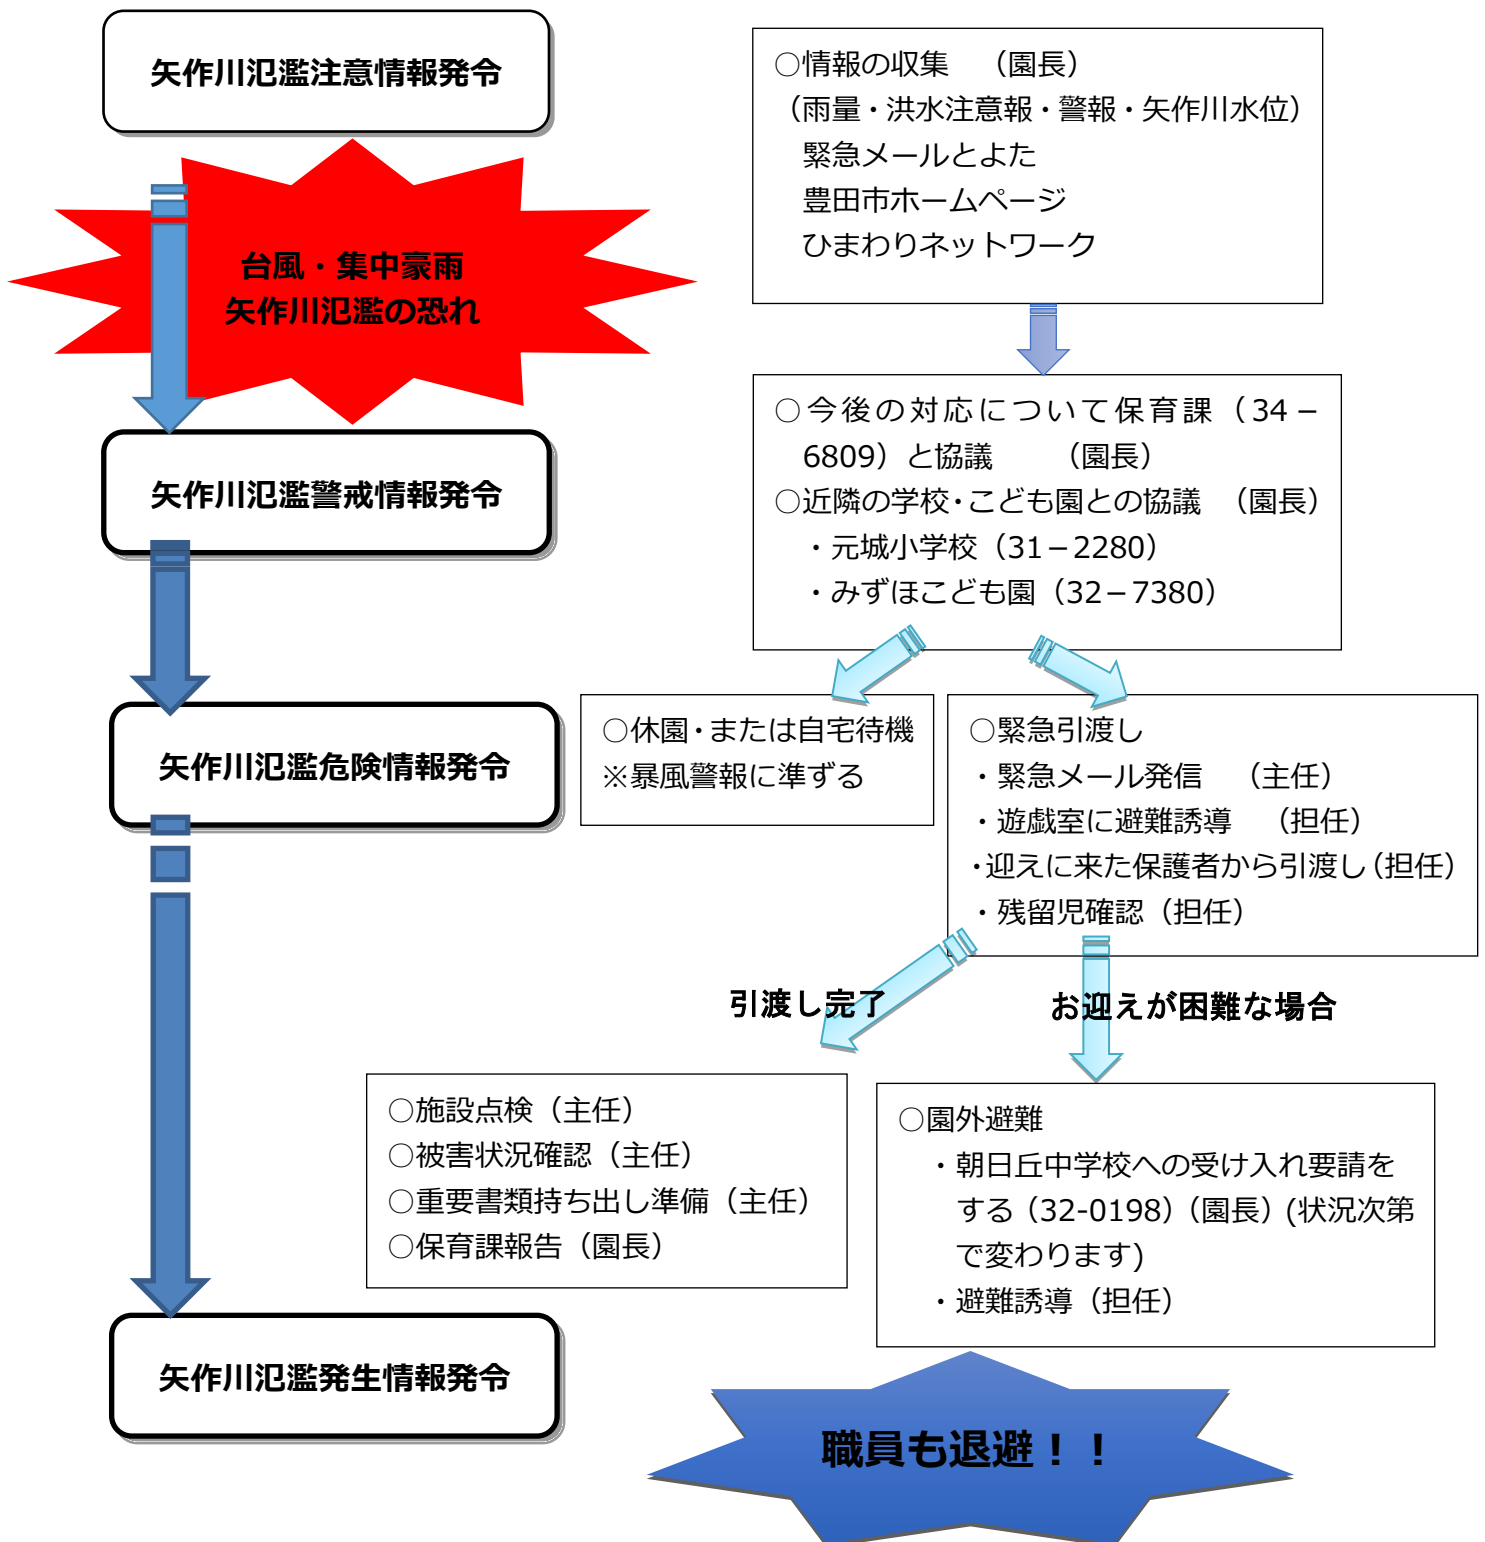 矢作川氾濫注意情報発令
台風・集中豪雨
矢作川氾濫の恐れ
矢作川氾濫警戒情報発令
矢作川氾濫危険情報発令
矢作川氾濫発生情報発令
○情報の収集　（園長）
（雨量・洪水注意報・警報・矢作川水位）
緊急メールとよた
豊田市ホームページ
ひまわりネットワーク
○今後の対応について保育課（34－
6809）と協議　　（園長）
○近隣の学校・こども園との協議　（園長）
・元城小学校（31－2280）
・みずほこども園（32－7380）
○休園・または自宅待機
※暴風警報に準ずる
○緊急引渡し
・緊急メール発信　（主任）
・遊戯室に避難誘導　（担任）
・迎えに来た保護者から引渡し（担任）
・残留児確認（担任）
引渡し完了
お迎えが困難な場合
○施設点検（主任）
○被害状況確認（主任）
○重要書類持ち出し準備（主任）
○保育課報告（園長）
○園外避難
・朝日丘中学校への受け入れ要請を
する（32-0198）（園長）(状況次第
で変わります)
・避難誘導（担任）
職員も退避！！